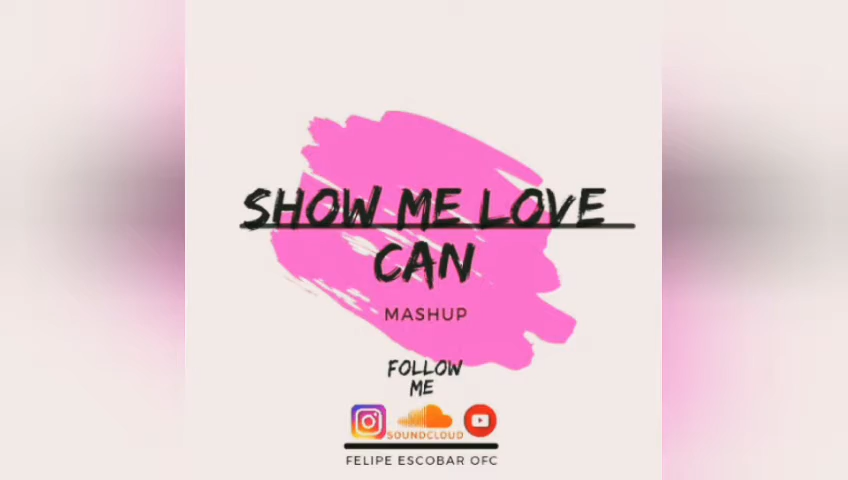 SHOW ME LOVE
CAN
MASHUP
FOLLOW
ME
SOUNDCLOUD
FELIPE ESCOBAR OFC